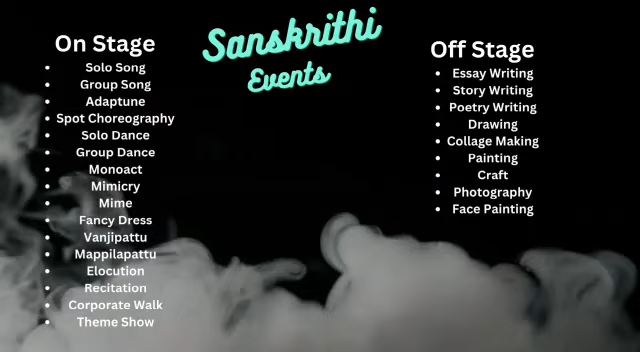 Sanskrithi
Events
On Stage
• Solo Song
• Group Song
• Adaptune
• Spot Choreography
• Solo Dance
• Group Dance
• Monoact
• Mimicry
• Mime
• Fancy Dress
• Vanjipattu
• Mappilapattu
• Elocution
• Recitation
• Corporate Walk
• Theme Show
Off Stage
• Essay Writing
• Story Writing
• Poetry Writing
• Drawing
• Collage Making
• Painting
• Craft
• Photography
• Face Painting